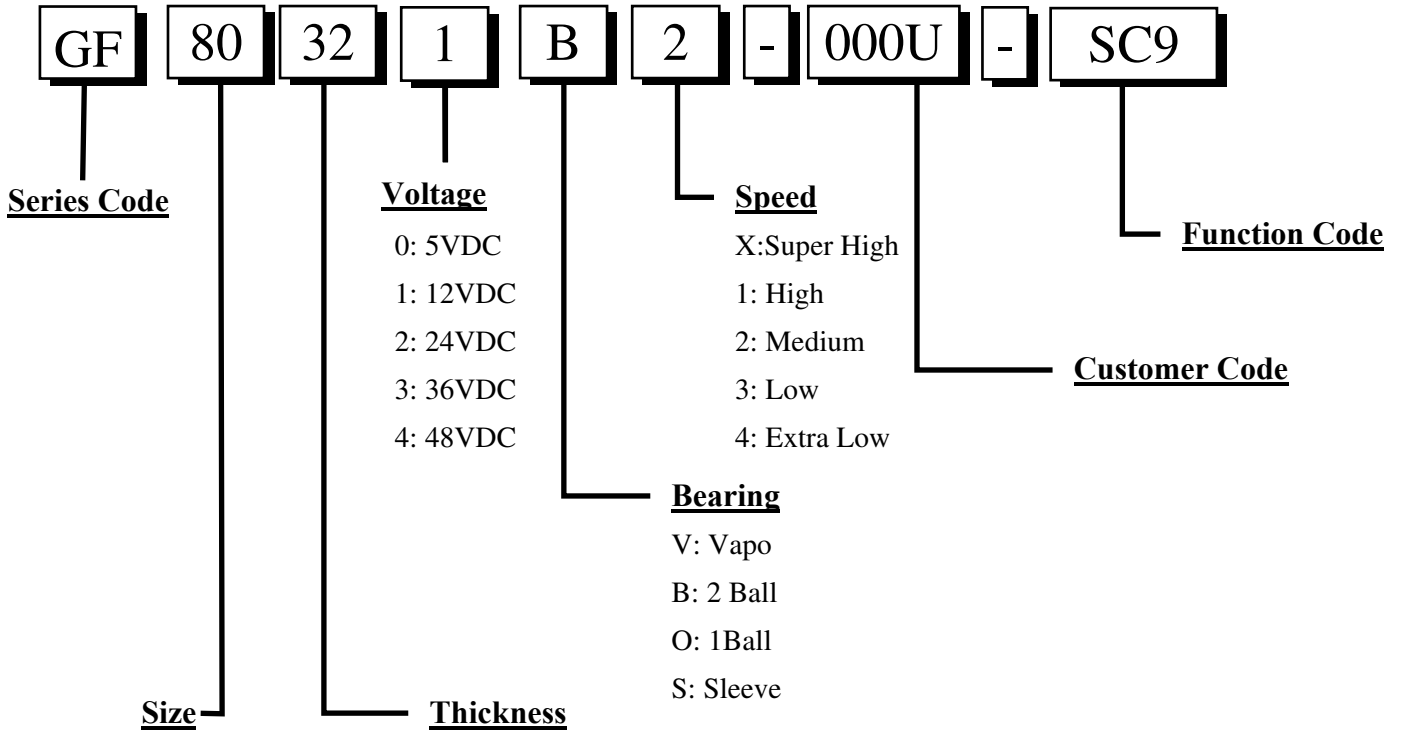 GF 80 32 1 B 2 - 000U - SC9
Series Code
Voltage
0: 5VDC
1: 12VDC
2: 24VDC
3: 36VDC
4: 48VDC
Speed
X:Super High
1: High
2: Medium
3: Low
4: Extra Low
Function Code
Customer Code
Bearing
V: Vapo
B: 2 Ball
O: 1Ball
S: Sleeve
Size
Thickness